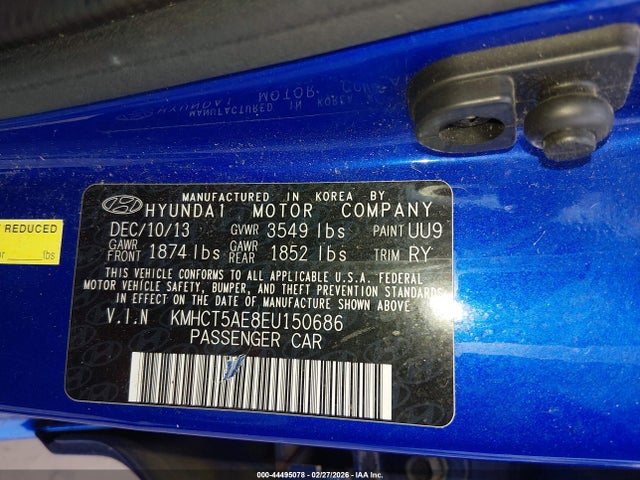 MANUFACTURED IN KOREA BY
HYUNDAI MOTOR COMPANY
DEC/10/13 GVWR 3549 lbs PAINT UU9
GAWR FRONT 1874 lbs GAWR REAR 1852 lbs TRIM RY
THIS VEHICLE CONFORMS TO ALL APPLICABLE U.S.A. FEDERAL
MOTOR VEHICLE SAFETY, BUMPER, AND THEFT PREVENTION STANDARDS
IN EFFECT ON THE DATE OF MANUFACTURE SHOWN ABOVE
V.I.N KMHCT5AE8EU150686
PASSENGER CAR
REDUCED
lbs
000-44495078 - 02/27/2026 - IAA Inc.